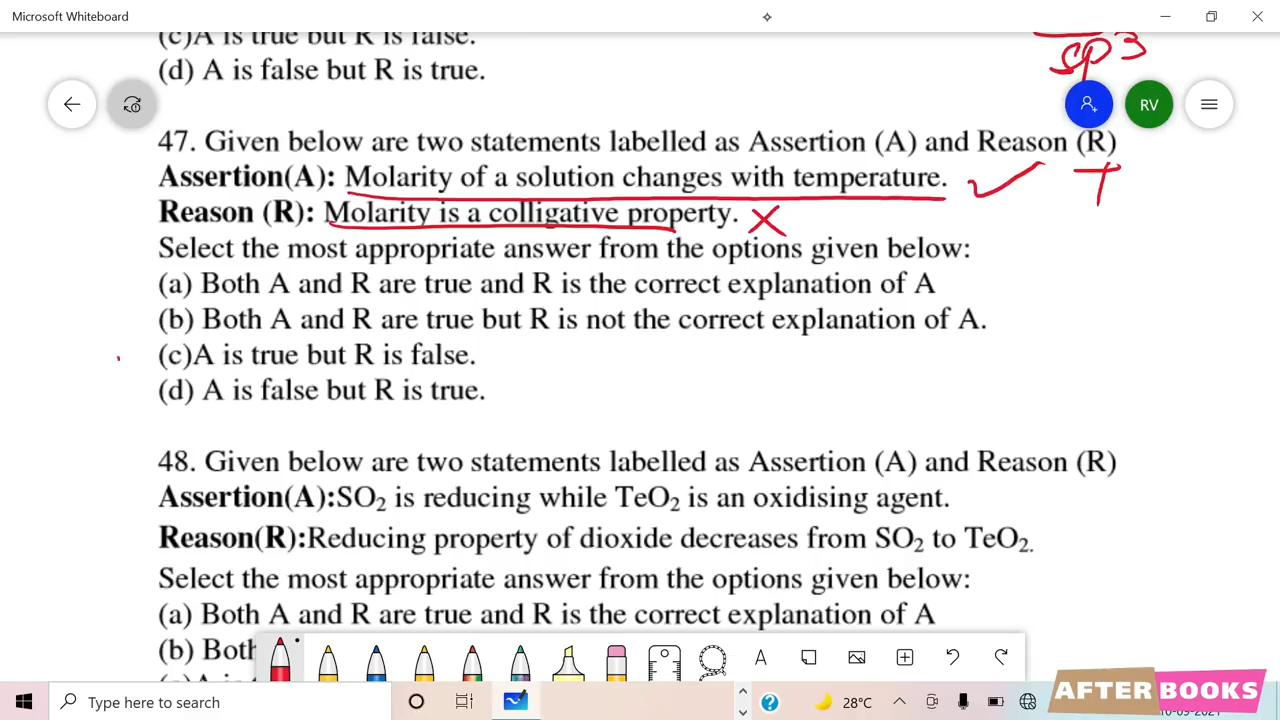 Microsoft Whiteboard
(c)A is true but R is false.
sp3
(d) A is false but R is true.
RV
47. Given below are two statements labelled as Assertion (A) and Reason (R)
Assertion(A): Molarity of a solution changes with temperature.
T
Reason (R): Molarity is a colligative property.
Select the most appropriate answer from the options given below:
(a) Both A and R are true and R is the correct explanation of A
(b) Both A and R are true but R is not the correct explanation of A.
(c)A is true but R is false.
(d) A is false but R is true.
48. Given below are two statements labelled as Assertion (A) and Reason (R)
Assertion(A):SO₂ is reducing while TeO₂ is an oxidising agent.
Reason(R):Reducing property of dioxide decreases from SO₂ to TeO₂.
Select the most appropriate answer from the options given below:
(a) Both A and R are true and R is the correct explanation of A
(b) Both
A
AFTER BOOKS
Type here to search
28°C